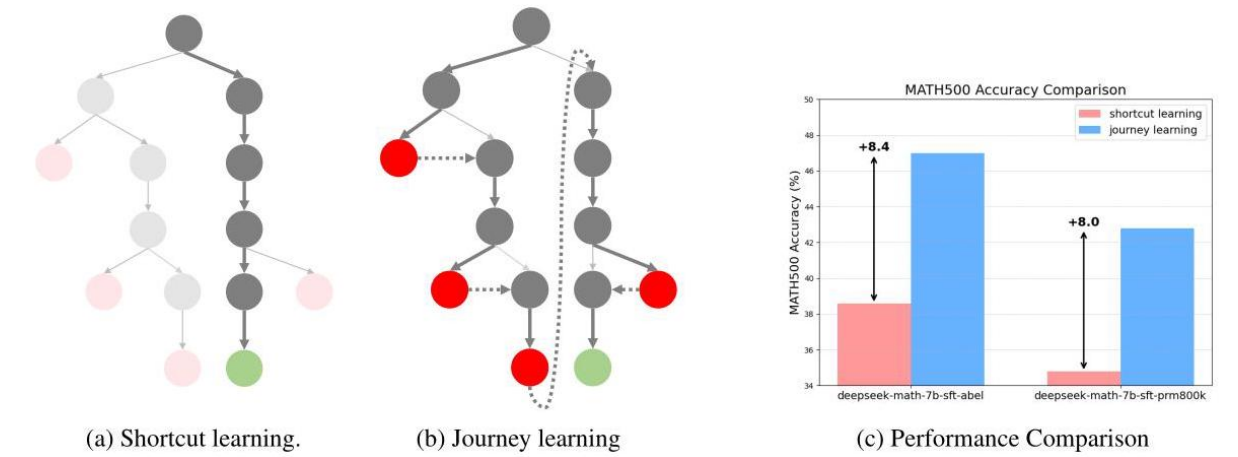 MATH500 Accuracy Comparison
50
48
46
44
42
40
38
36
34
MATH500 Accuracy (%)
shortcut learning
journey learning
+8.4
+8.0
deepseek-math-7b-sft-abel
deepseek-math-7b-sft-prm800k
(a) Shortcut learning.
(b) Journey learning
(c) Performance Comparison